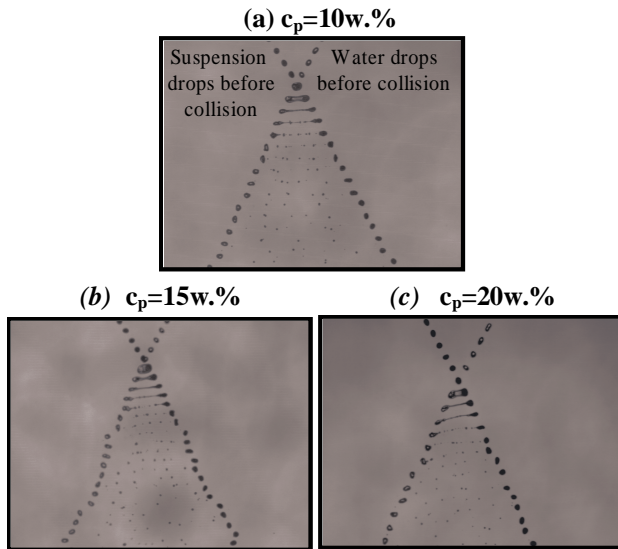 (a) cp=10w.%
Suspension drops before collision
Water drops before collision
(b) cp=15w.%
(c) cp=20w.%